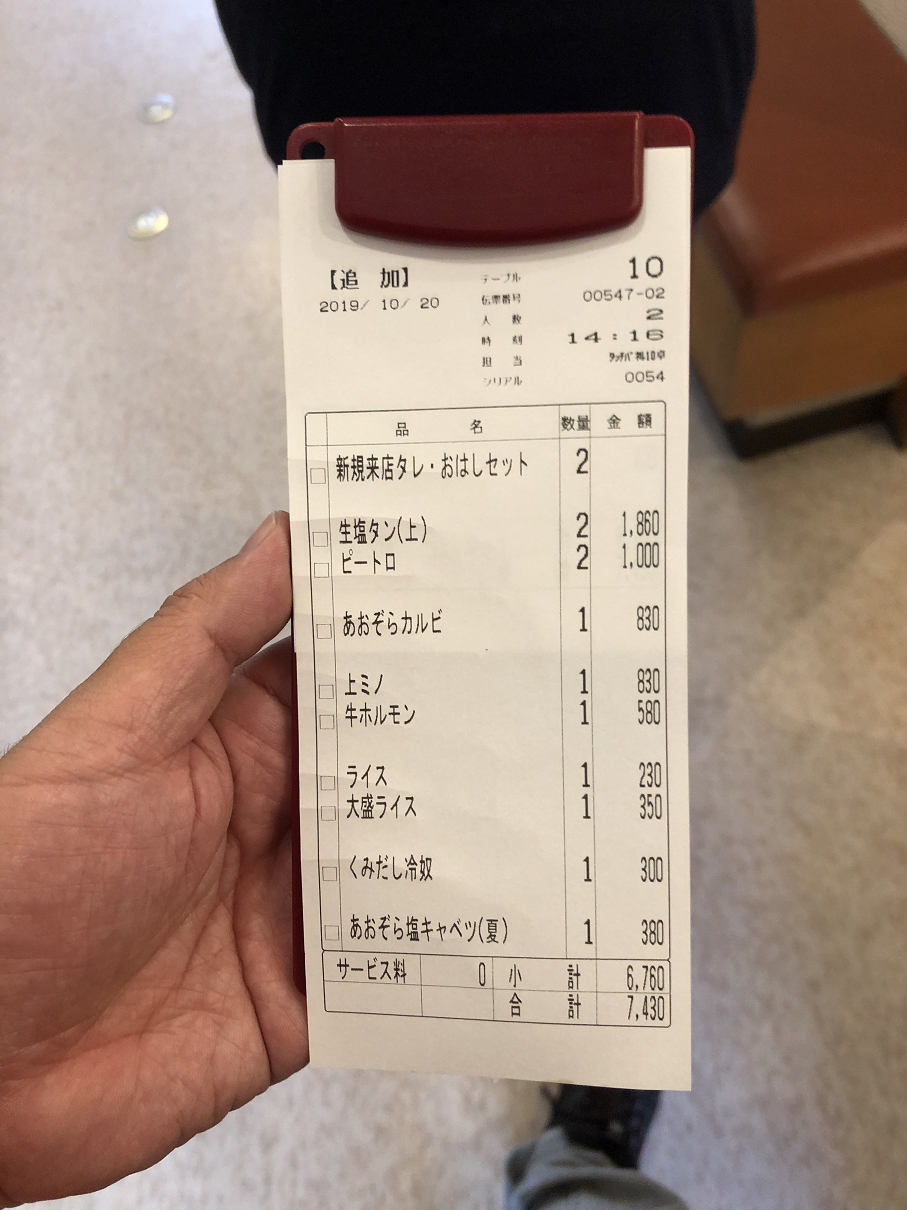 【追 加】 テーブル 10
2019/ 10/ 20 伝票番号 00547-02
人 数 2
時 刻 14:16
担 当 ﾀｯﾁﾊﾟﾈﾙ10卓
シリアル 0054
品 名 数量 金 額
新規来店タレ・おはしセット 2
生塩タン(上) 2 1,860
ピートロ 2 1,000
あおぞらカルビ 1 830
上ミノ 1 830
牛ホルモン 1 580
ライス 1 230
大盛ライス 1 350
くみだし冷奴 1 300
あおぞら塩キャベツ(夏) 1 380
サービス料 0 小 計 6,760
合 計 7,430